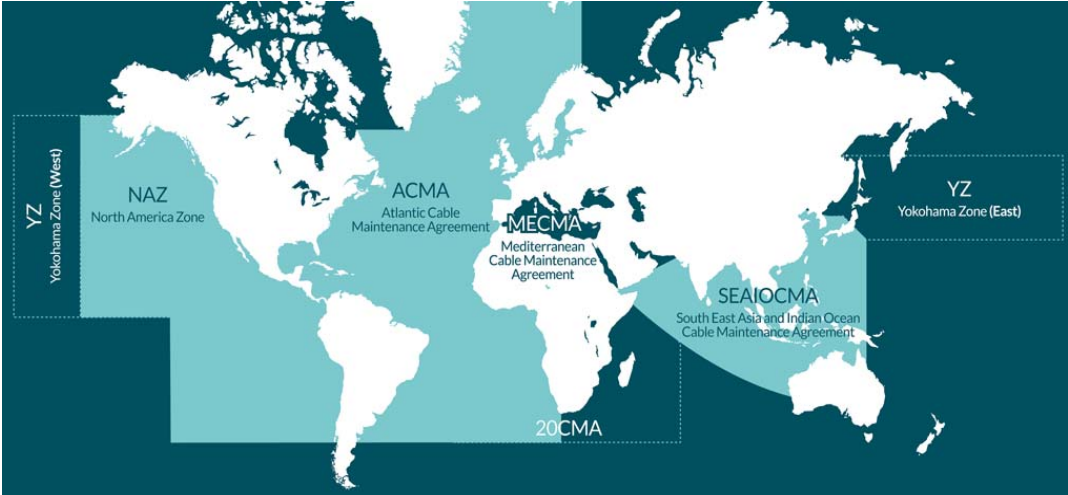 YZ
Yokohama Zone (West)
NAZ
North America Zone
ACMA
Atlantic Cable
Maintenance Agreement
MECMA
Mediterranean
Cable Maintenance
Agreement
YZ
Yokohama Zone (East)
SEAIOCMA
South East Asia and Indian Ocean
Cable Maintenance Agreement
20CMA